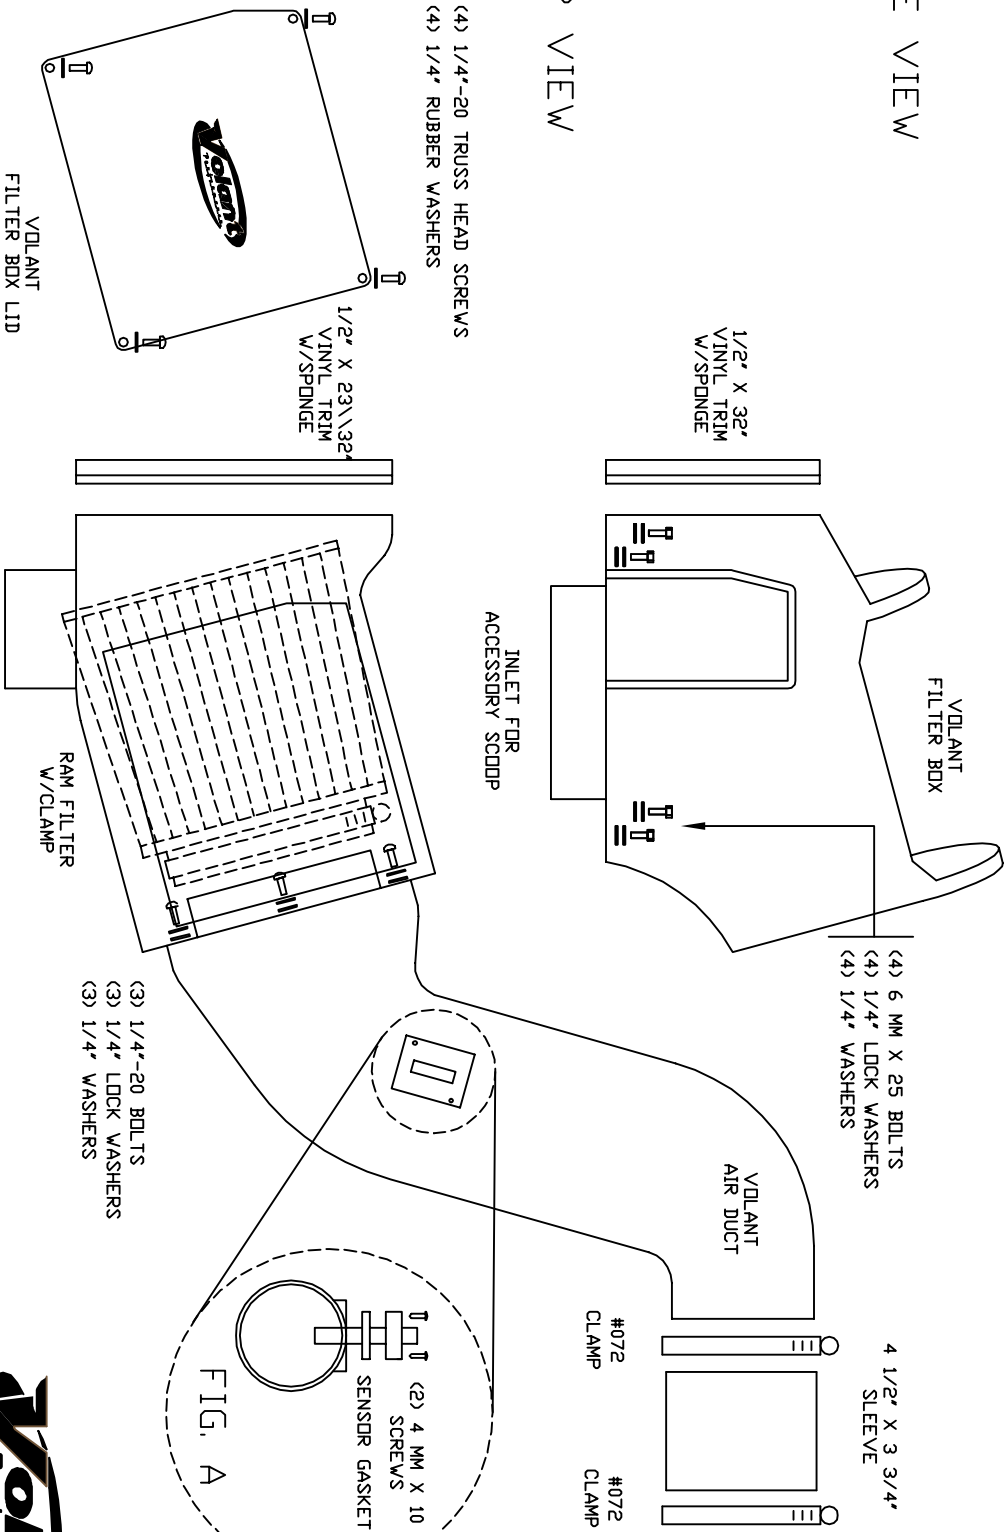 VIEW
VOLANT
FILTER BOX
(4) 6 MM X 25 BOLTS
(4) 1/4" LOCK WASHERS
(4) 1/4" WASHERS
4 1/2" X 3 3/4"
SLEEVE
1/2" X 32"
VINYL TRIM
W/SPONGE
VOLANT
AIR DUCT
#072
CLAMP
#072
CLAMP
VIEW
INLET FOR
ACCESSORY SCOOP
(4) 1/4"-20 TRUSS HEAD SCREWS
(4) 1/4" RUBBER WASHERS
1/2" X 23\\32"
VINYL TRIM
W/SPONGE
(2) 4 MM X 10
SCREWS
SENSOR GASKET
FIG. A
Volant
RAM FILTER
W/CLAMP
(3) 1/4"-20 BOLTS
(3) 1/4" LOCK WASHERS
(3) 1/4" WASHERS
VOLANT
FILTER BOX LID